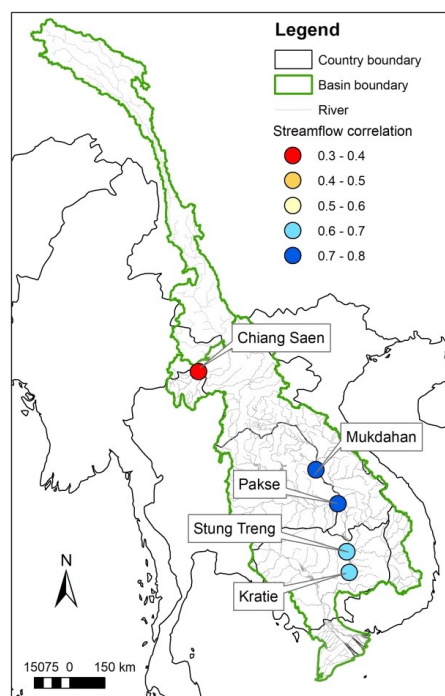 Legend
Country boundary
Basin boundary
River
Streamflow correlation
0.3 - 0.4
0.4 - 0.5
0.5 - 0.6
0.6 - 0.7
0.7 - 0.8
Chiang Saen
Mukdahan
Pakse
Stung Treng
Kratie
N
15075 0 150 km